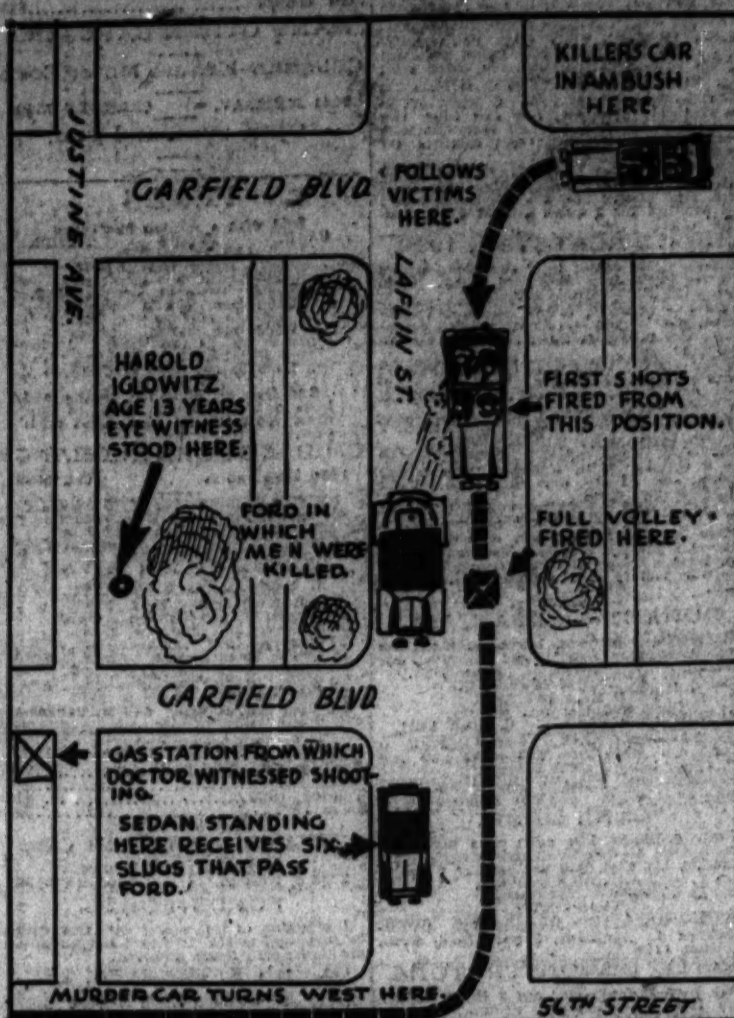 KILLERS CAR
IN AMBUSH
HERE
JUSTINE AVE.
GARFIELD BLVD.
FOLLOWS
VICTIMS
HERE.
LAFLIN ST.
HAROLD
IGLOWITZ
AGE 13 YEARS
EYE WITNESS
STOOD HERE.
FIRST SHOTS
FIRED FROM
THIS POSITION.
FORD IN
WHICH
MEN WERE
KILLED.
FULL VOLLEY
FIRED HERE.
GARFIELD BLVD
GAS STATION FROM WHICH
DOCTOR WITNESSED SHOOT-
ING.
SEDAN STANDING
HERE RECEIVES SIX
SLUGS THAT PASS
FORD.
MURDER CAR TURNS WEST HERE.
56TH STREET